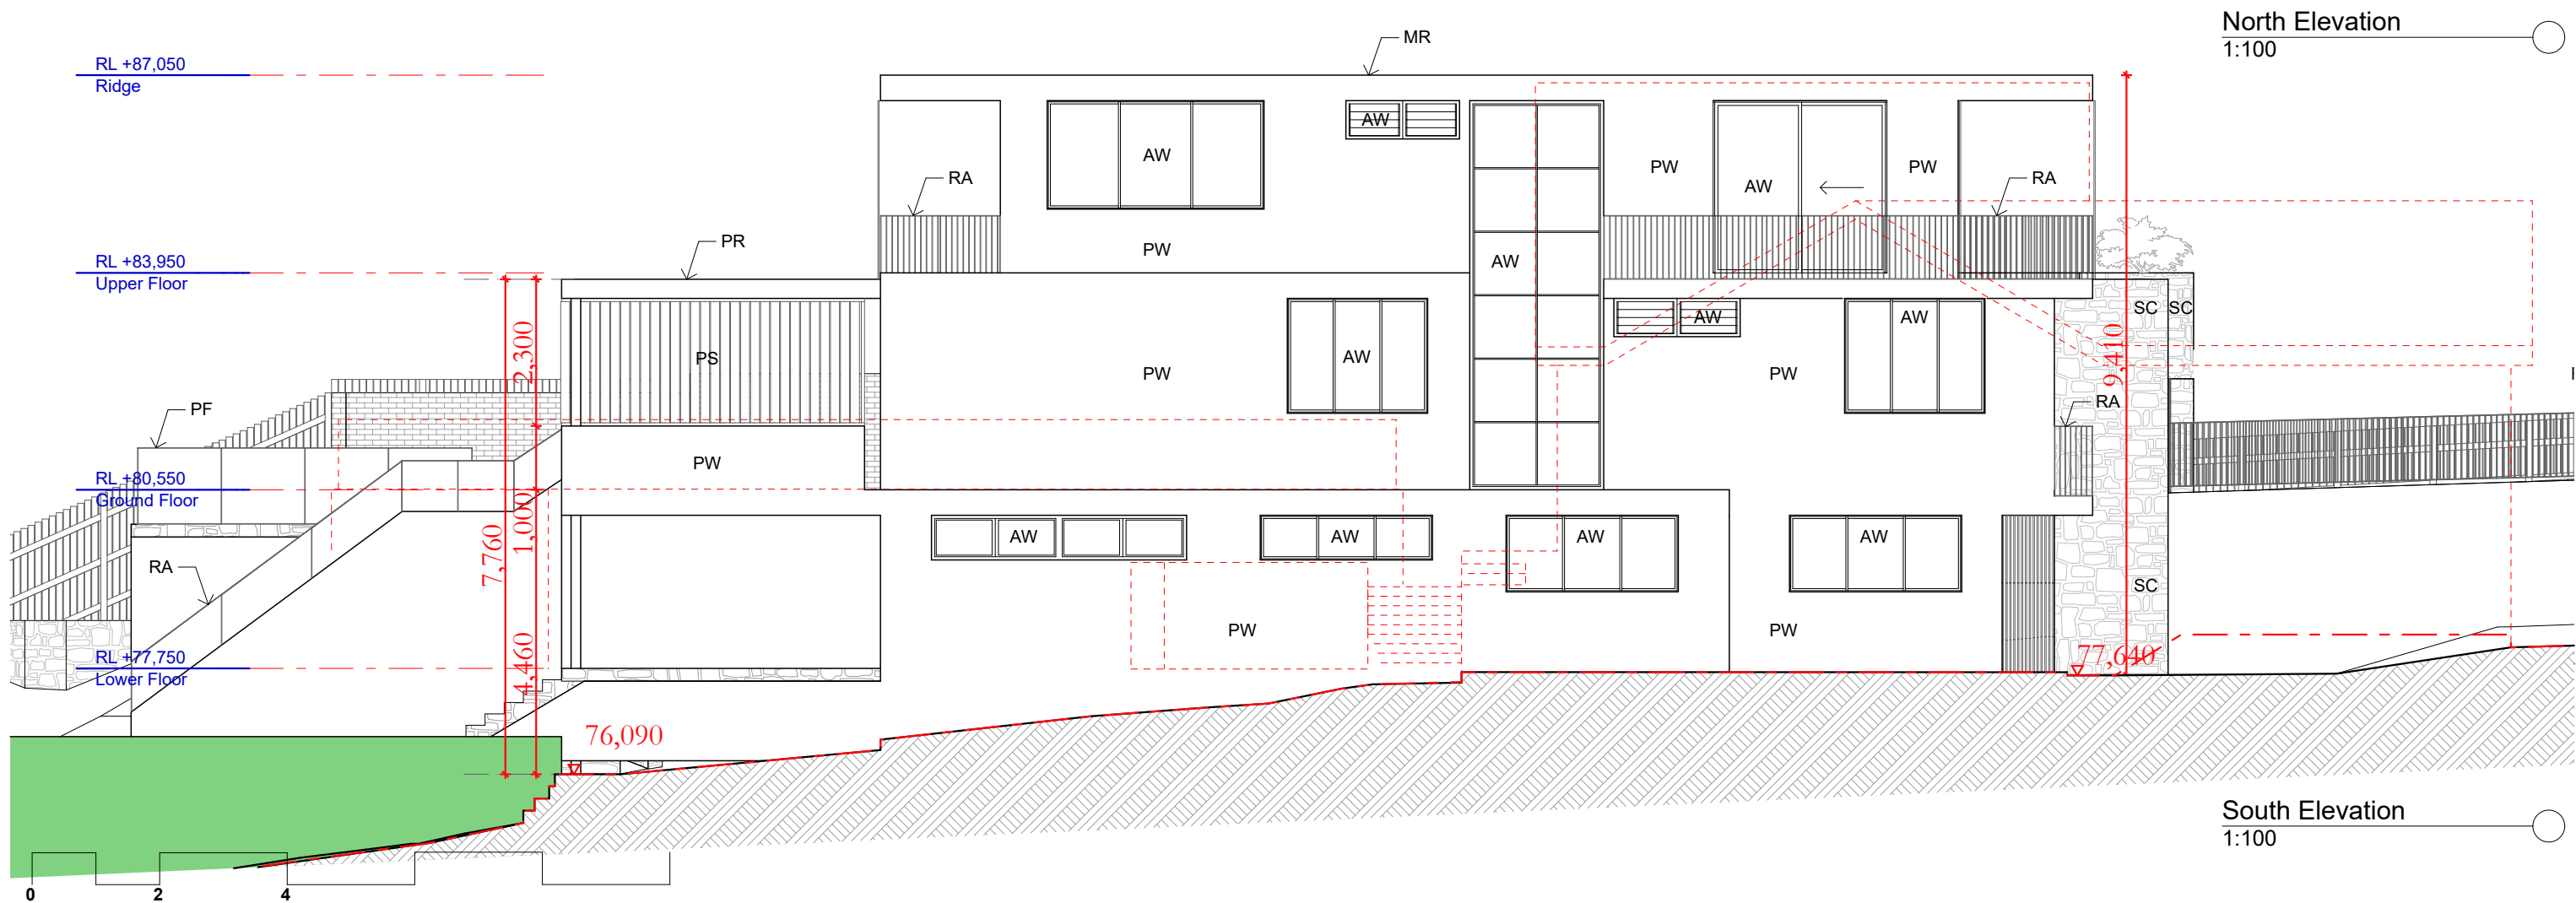 North Elevation
1:100
MR
RL +87,050
Ridge
AW
AW
RA
PW
AW
PW
RA
PR
PW
AW
RL +83,950
Upper Floor
SC
SC
AW
AW
2,300
PS
AW
PW
PW
9,410
PF
RA
PW
RL +80,550
Ground Floor
1,000
7,760
AW
AW
AW
AW
RA
SC
PW
PW
4,460
RL +77,750
Lower Floor
77,640
76,090
South Elevation
1:100
0
2
4